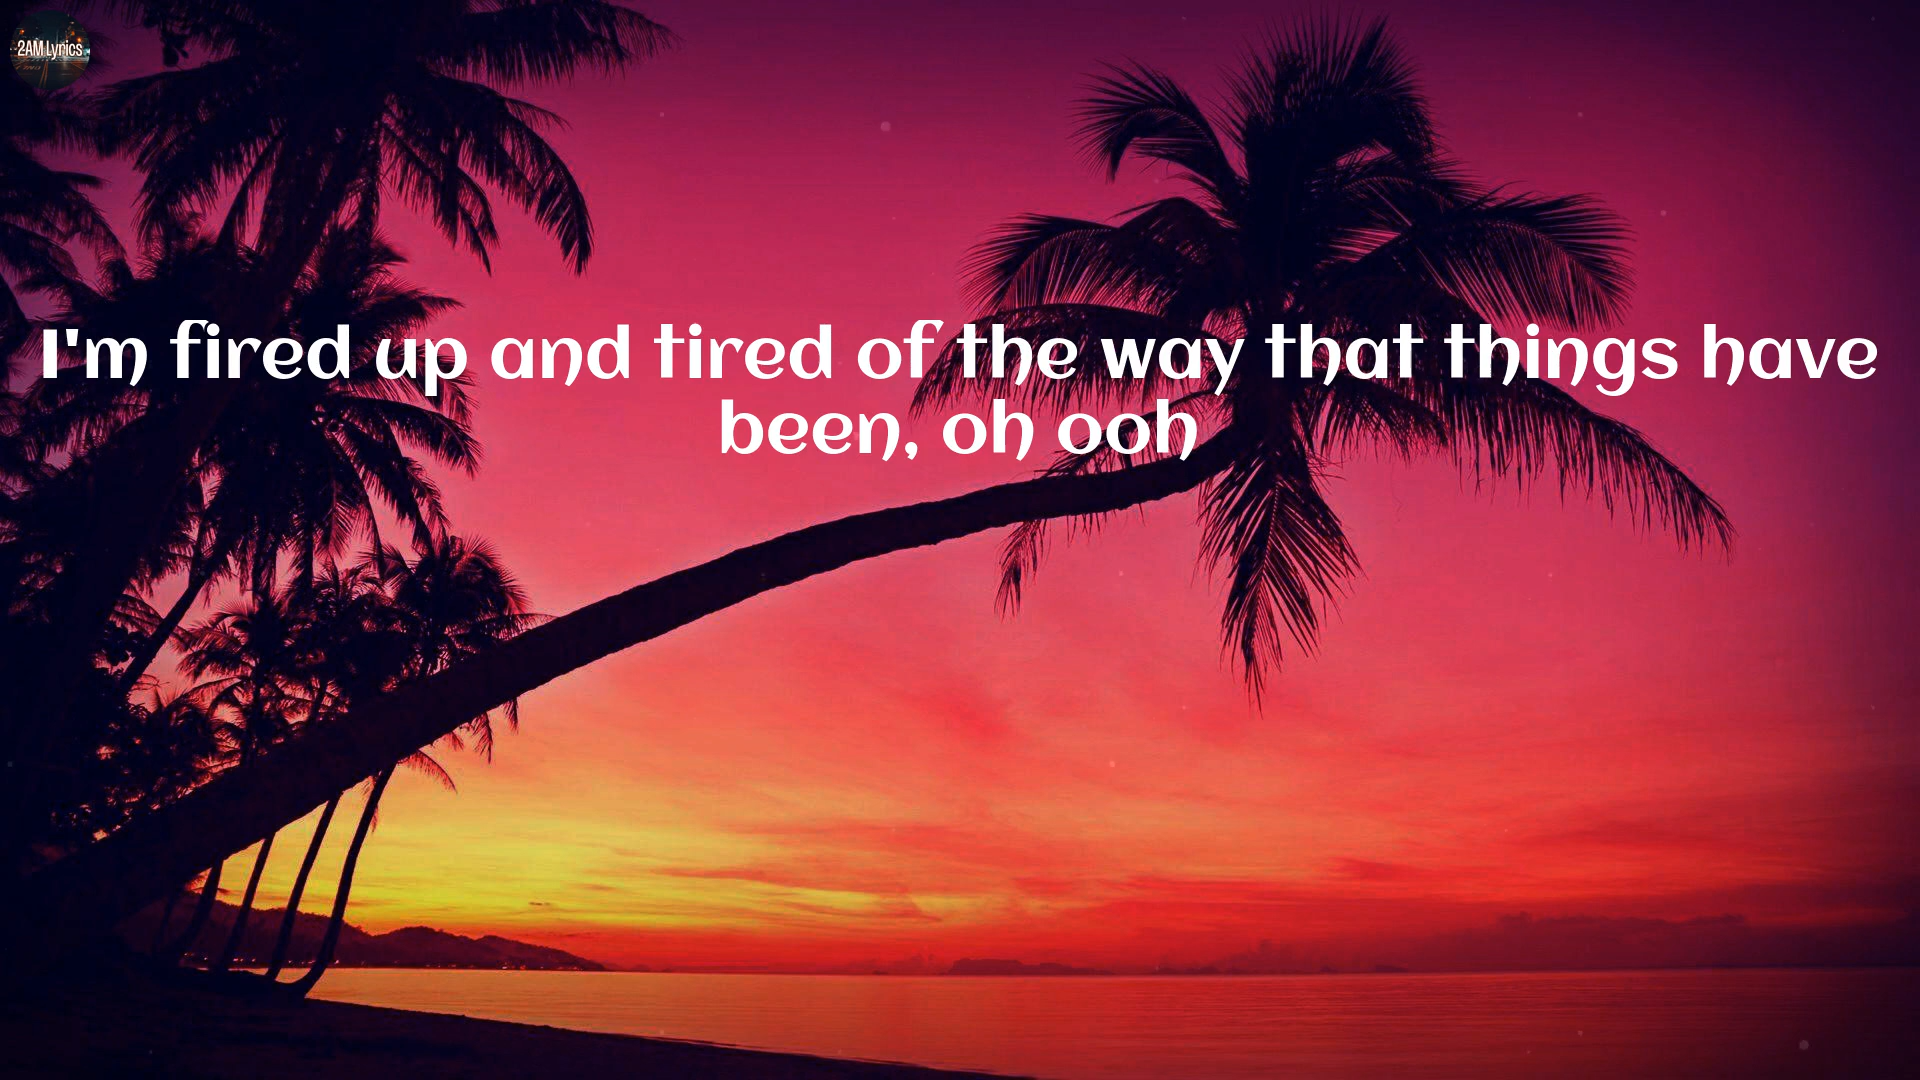 2AM Lyrics
I'm fired up and tired of the way that things have
been, oh ooh